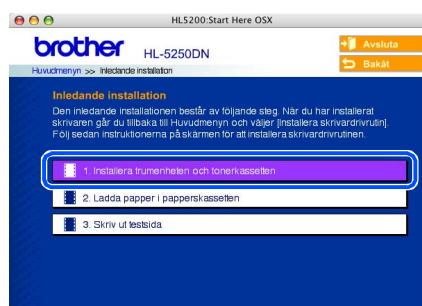 HL5200:Start Here OSX
brother HL-5250DN
Avsluta
Bakåt
Huvudmenyn >> Inledande installation
Inledande installation
Den inledande installationen består av följande steg. När du har installerat
skrivaren går du tillbaka till Huvudmenyn och väljer [Installera skrivardrivrutin].
Följ sedan instruktionerna på skärmen för att installera skrivardrivrutinen.
1. Installera trumenheten och tonerkassetten
2. Ladda papper i papperskassetten
3. Skriv ut testsida